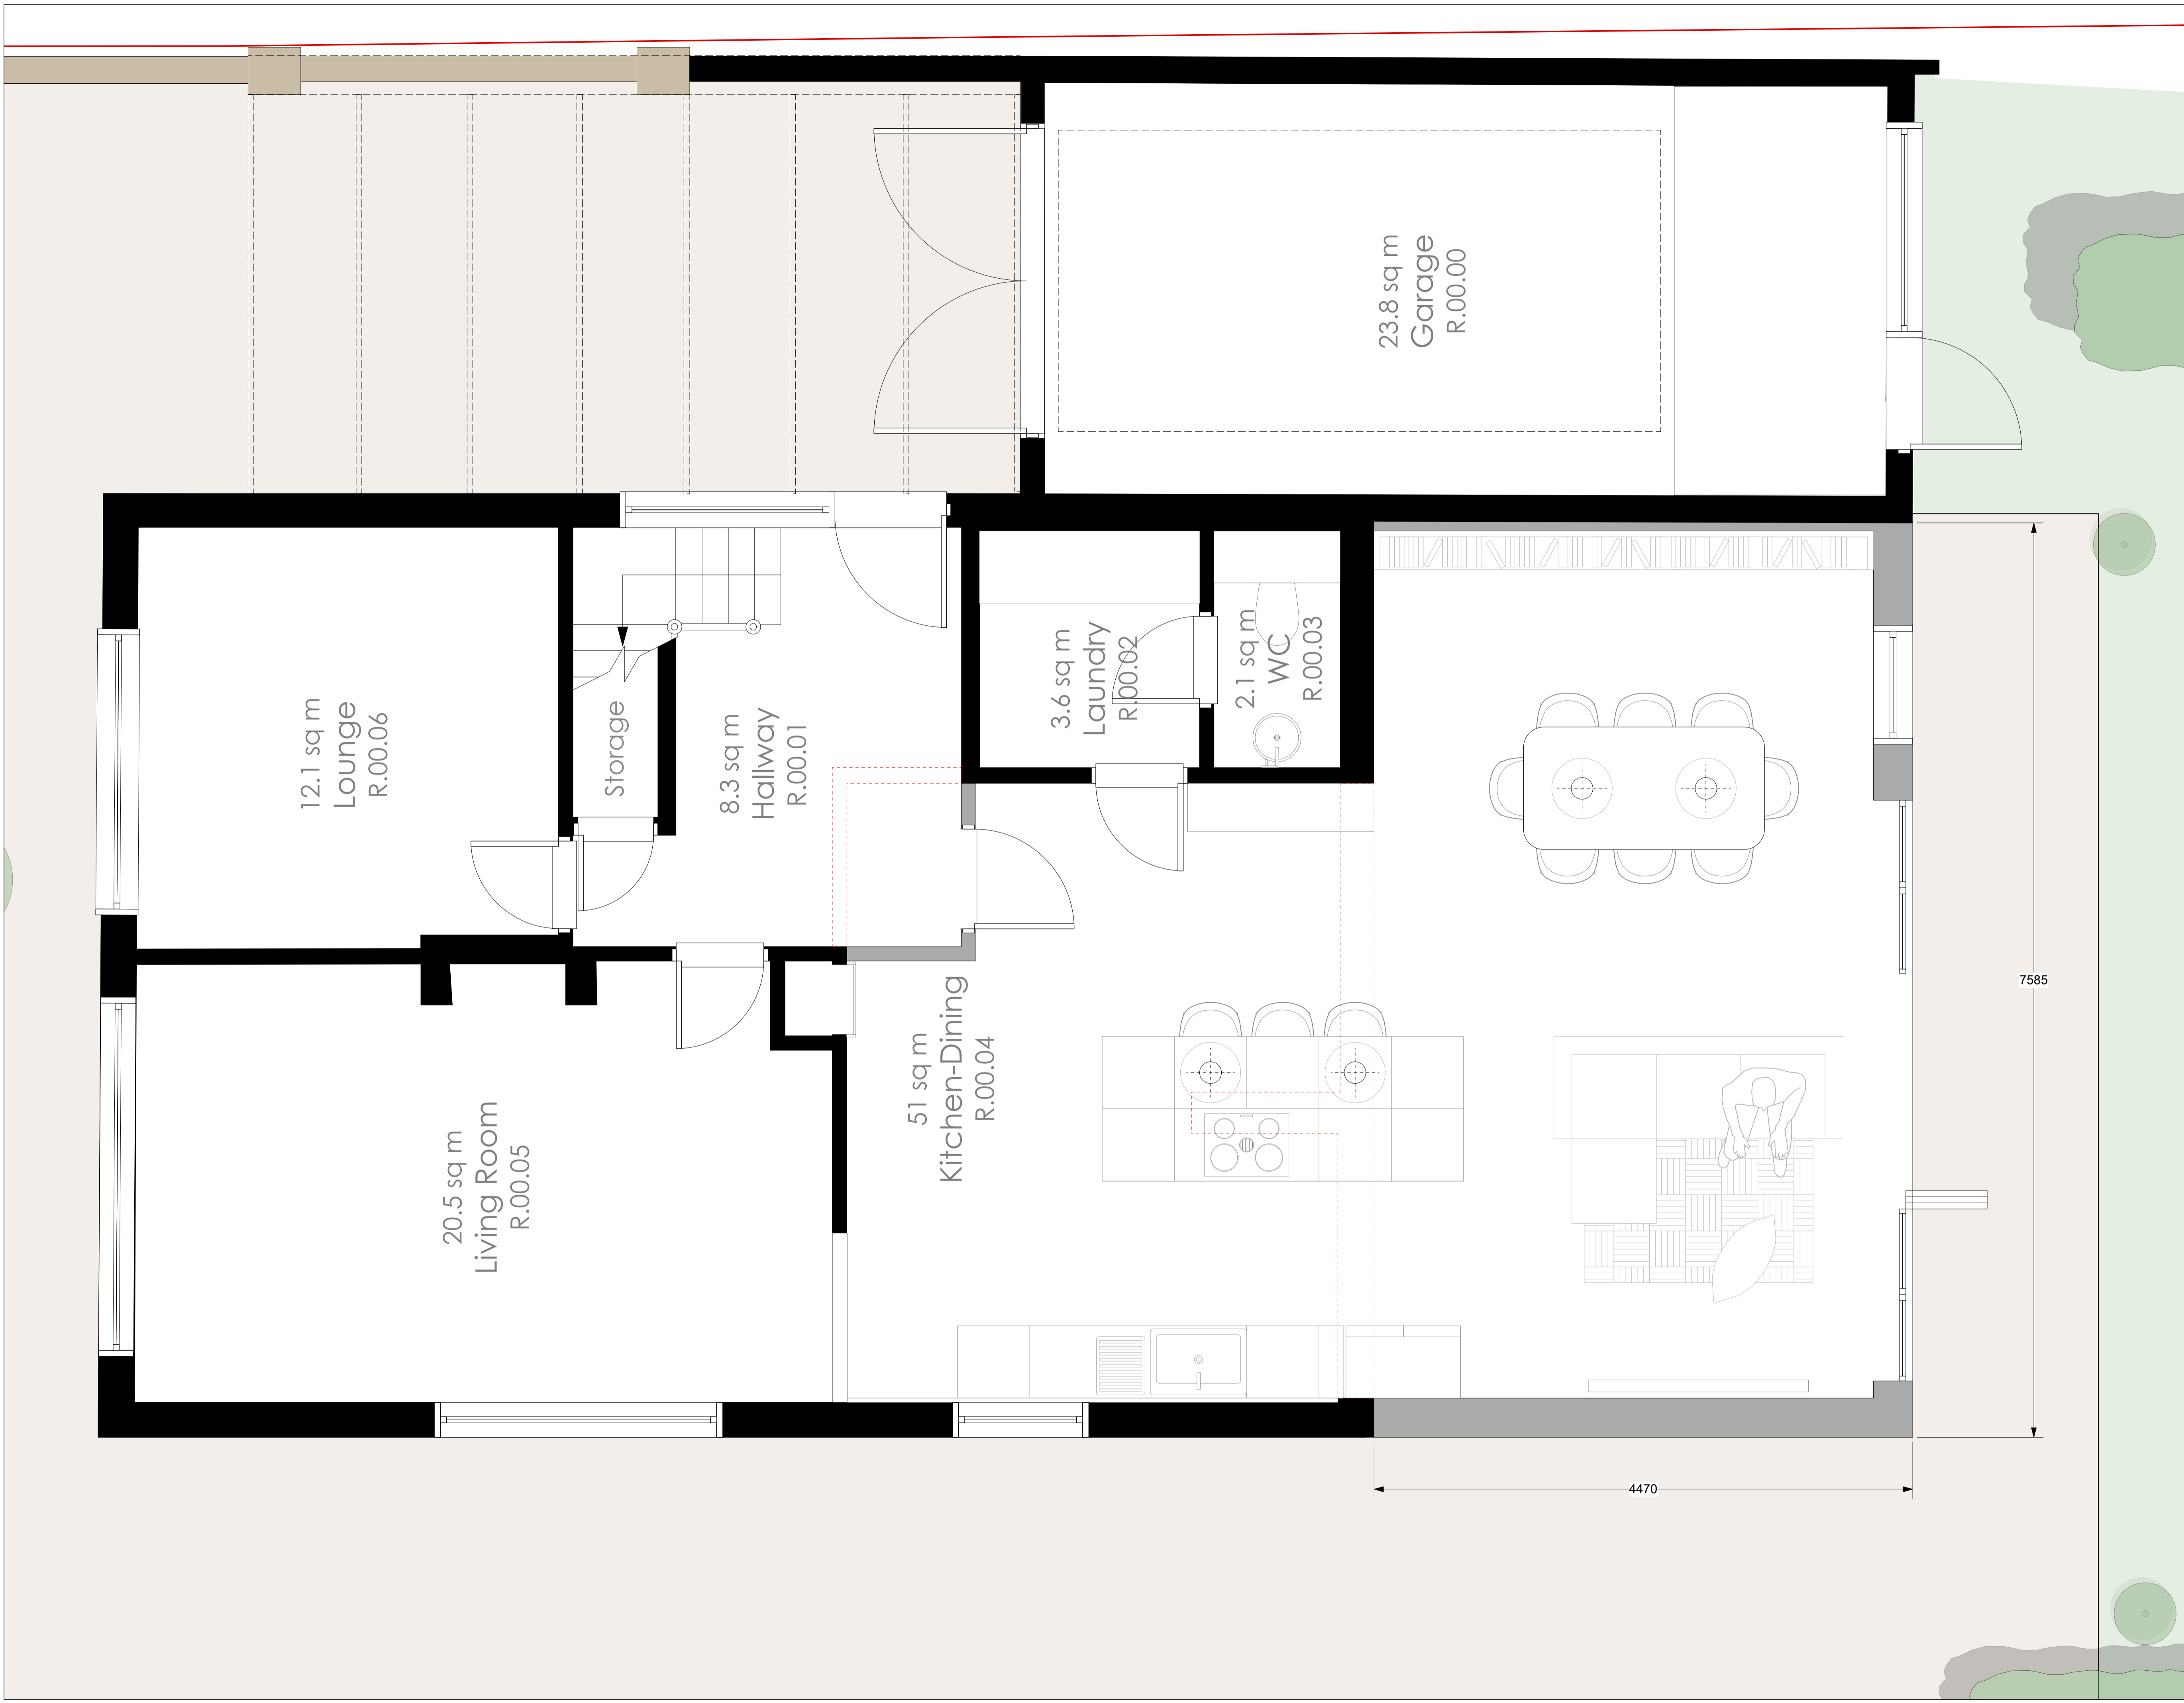 23.8 sq m
Garage
R.00.00
12.1 sq m
Lounge
R.00.06
Storage
8.3 sq m
Hallway
R.00.01
3.6 sq m
Laundry
R.00.02
2.1 sq m
WC
R.00.03
20.5 sq m
Living Room
R.00.05
51 sq m
Kitchen-Dining
R.00.04
7585
4470